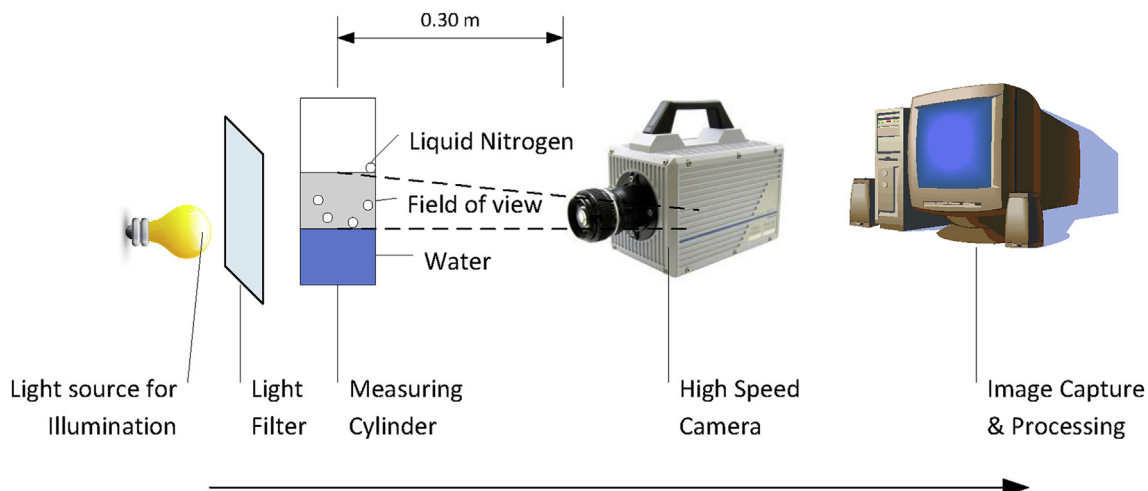 0.30 m
Liquid Nitrogen
Field of view
Water
Light source for
Illumination
Light
Filter
Measuring
Cylinder
High Speed
Camera
Image Capture
& Processing